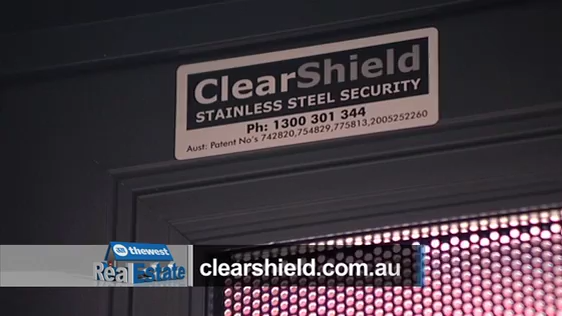 ClearShield
STAINLESS STEEL SECURITY
Ph: 1300 301 344
Aust: Patent No's 742820,754829,775813,2005252260
thewest
Real Estate
clearshield.com.au